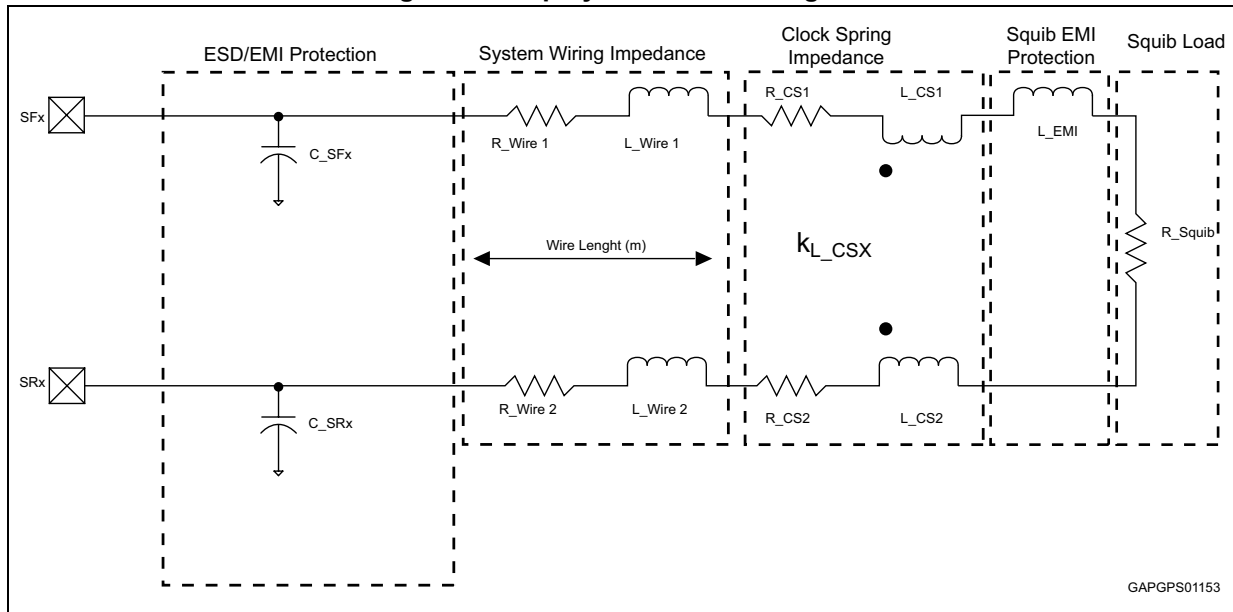 ESD/EMI Protection
System Wiring Impedance
Clock Spring
Impedance
Squib EMI
Protection
Squib Load
SFx
C_SFx
R_Wire 1
L_Wire 1
R_CS1
L_CS1
L_EMI
R_Squib
Wire Lenght (m)
kL_CSX
SRx
C_SRx
R_Wire 2
L_Wire 2
R_CS2
L_CS2
GAPGPS01153